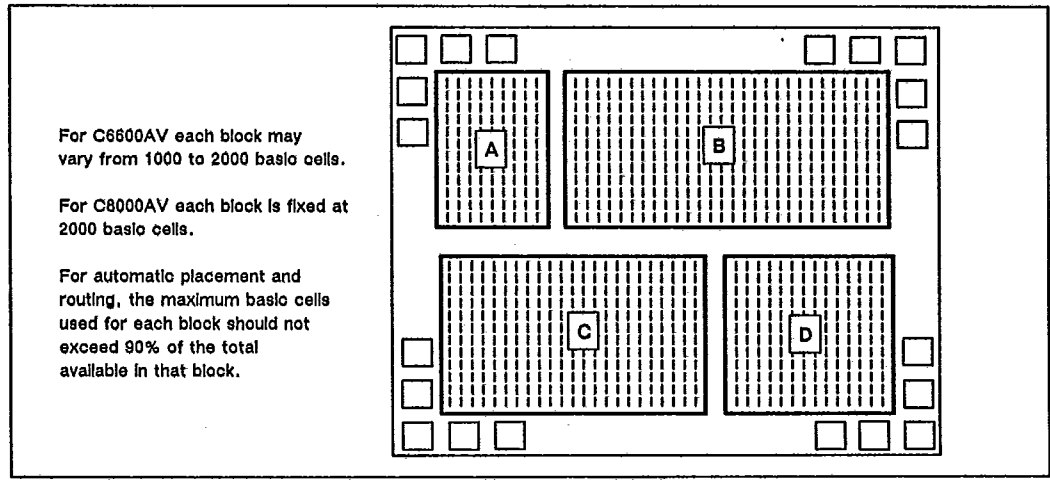 For C6600AV each block may
vary from 1000 to 2000 basic cells.
For C8000AV each block is fixed at
2000 basic cells.
For automatic placement and
routing, the maximum basic cells
used for each block should not
exceed 90% of the total
available in that block.
A
B
C
D